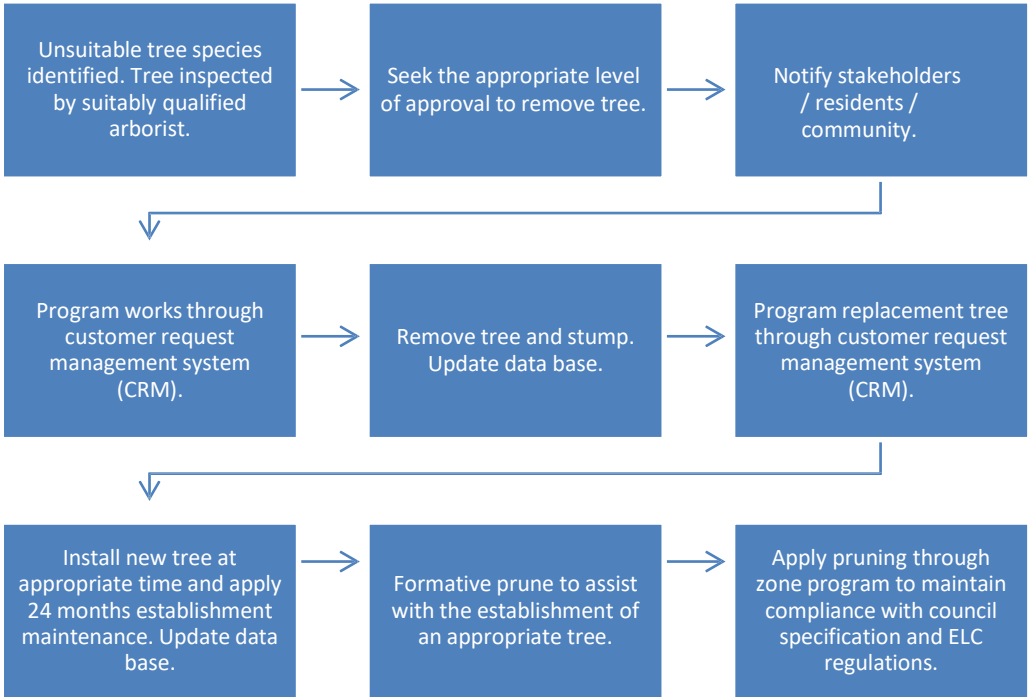 Unsuitable tree species
identified. Tree inspected
by suitably qualified
arborist.
Seek the appropriate level
of approval to remove tree.
Notify stakeholders
/ residents /
community.
Program works through
customer request
management system
(CRM).
Remove tree and stump.
Update data base.
Program replacement tree
through customer request
management system
(CRM).
Install new tree at
appropriate time and apply
24 months establishment
maintenance. Update data
base.
Formative prune to assist
with the establishment of
an appropriate tree.
Apply pruning through
zone program to maintain
compliance with council
specification and ELC
regulations.